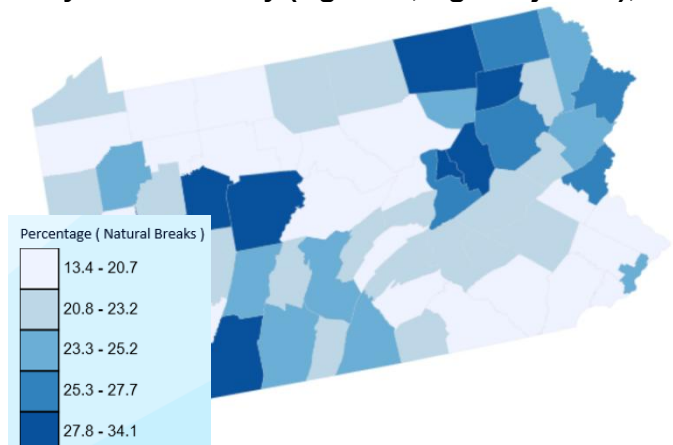 Percentage ( Natural Breaks )
13.4 - 20.7
20.8 - 23.2
23.3 - 25.2
25.3 - 27.7
27.8 - 34.1